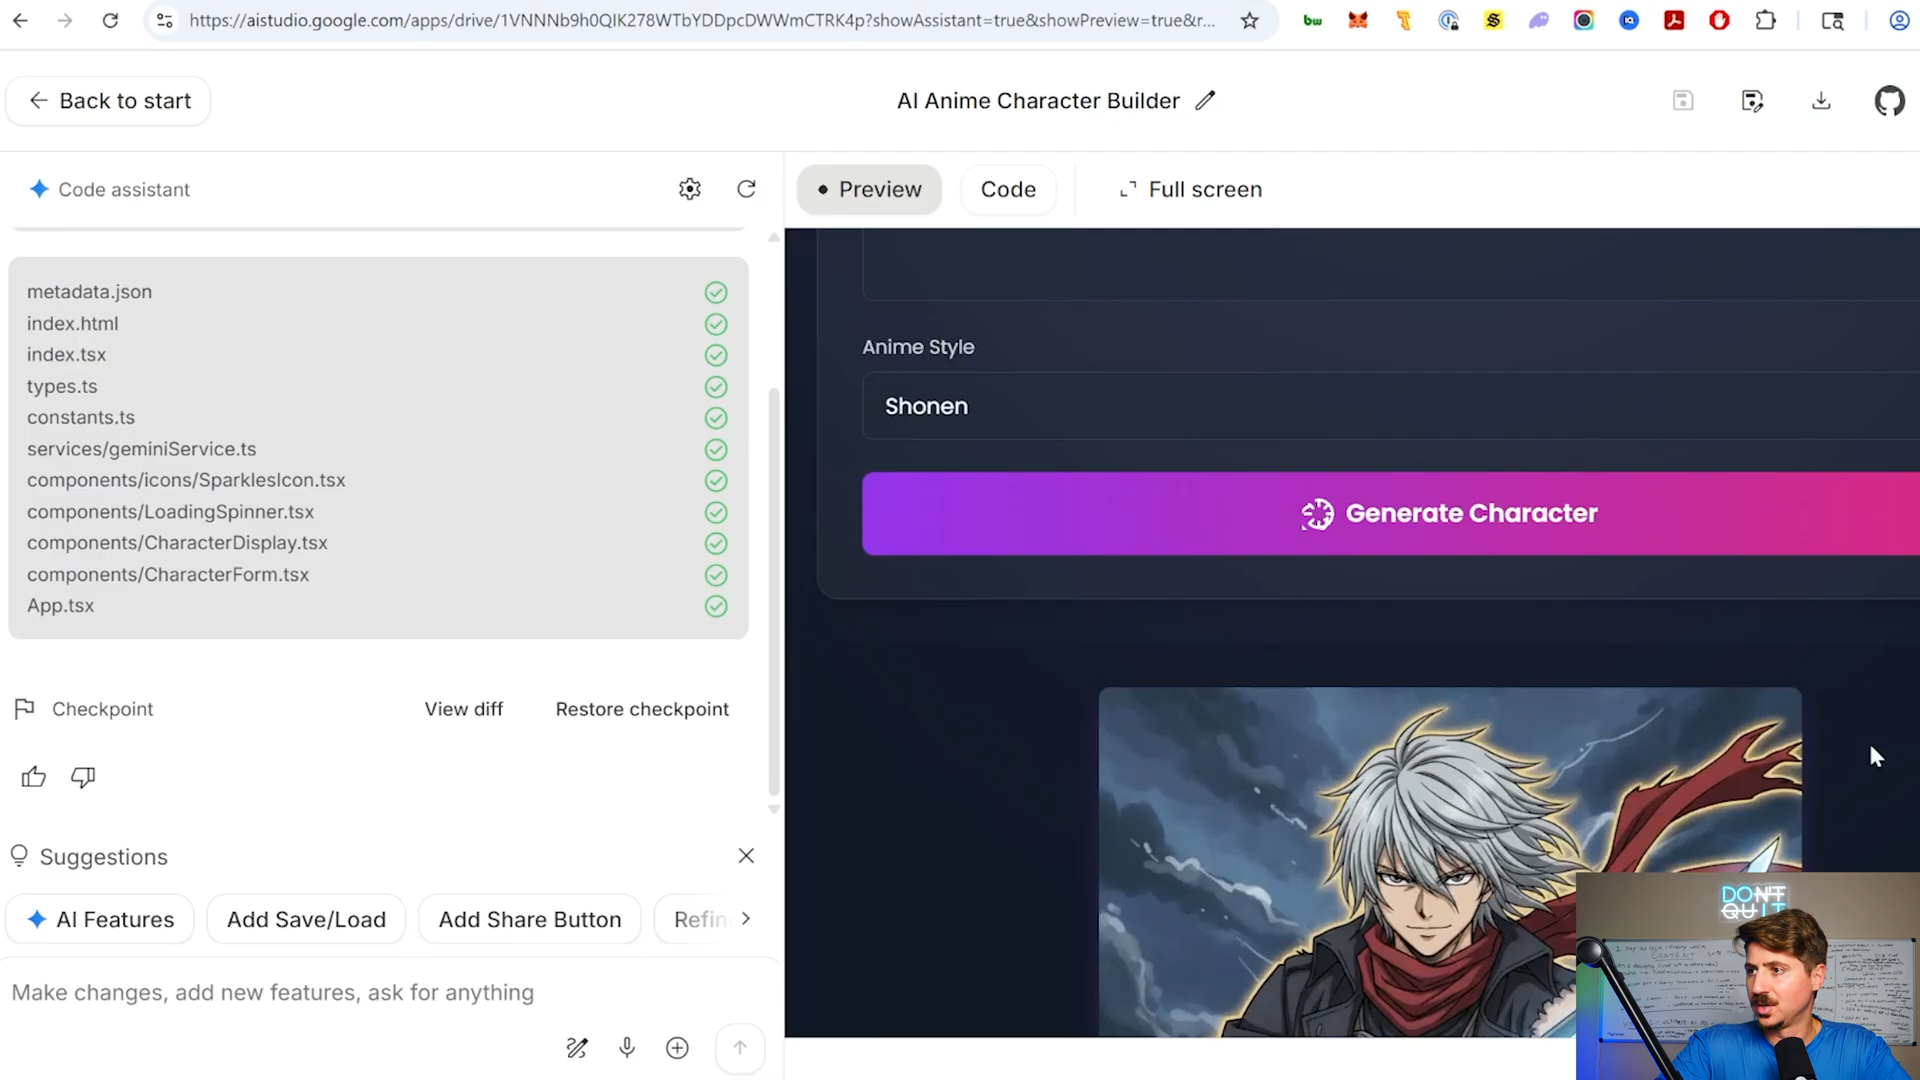 https://aistudio.google.com/apps/drive/1VNNNb9h0QIK278WTbYDDpcDWWmCTRK4p?showAssistant=true&showPreview=true&r...
Back to start
AI Anime Character Builder
Code assistant
Preview
Code
Full screen
metadata.json
index.html
index.tsx
types.ts
constants.ts
services/geminiService.ts
components/icons/SparklesIcon.tsx
components/LoadingSpinner.tsx
components/CharacterDisplay.tsx
components/CharacterForm.tsx
App.tsx
Anime Style
Shonen
Generate Character
Checkpoint
View diff
Restore checkpoint
Suggestions
AI Features
Add Save/Load
Add Share Button
Refin
Make changes, add new features, ask for anything
DON'T
QUIT